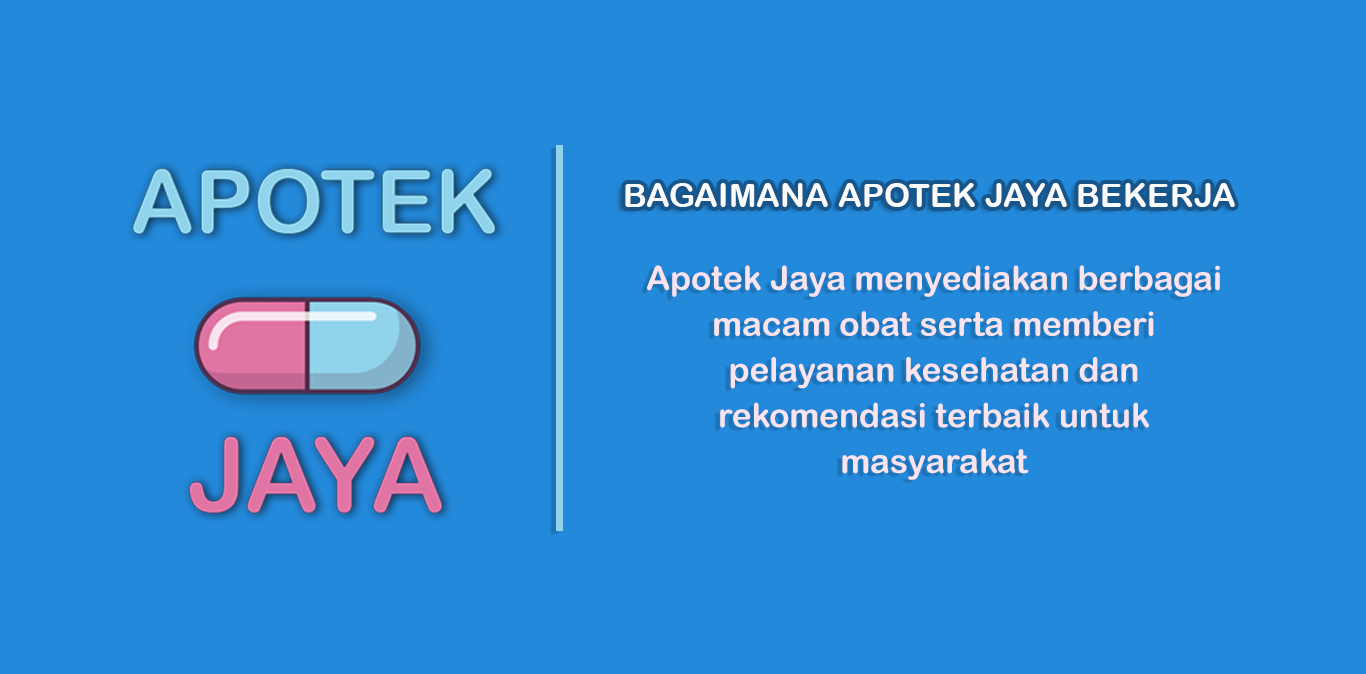 APOTEK
JAYA
BAGAIMANA APOTEK JAYA BEKERJA
Apotek Jaya menyediakan berbagai
macam obat serta memberi
pelayanan kesehatan dan
rekomendasi terbaik untuk
masyarakat